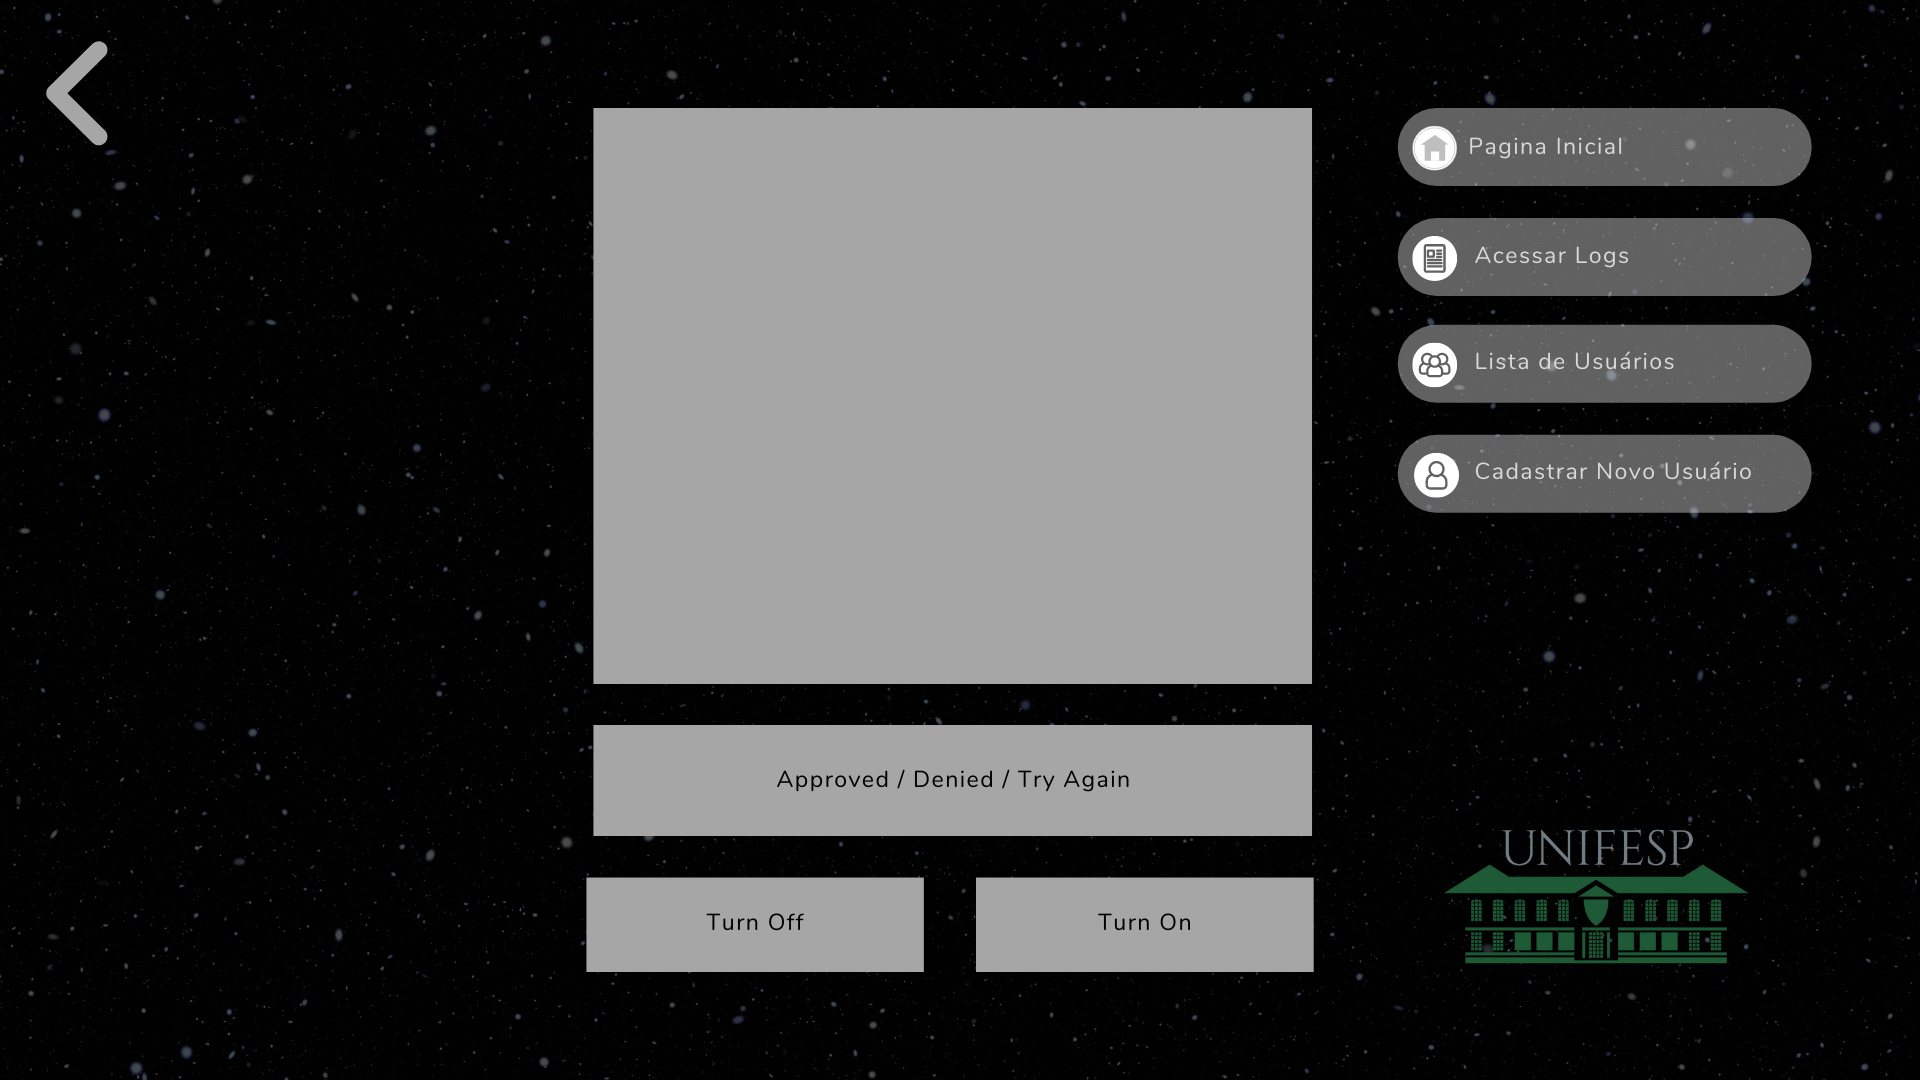 Pagina Inicial
Acessar Logs
Lista de Usuários
Cadastrar Novo Usuário
Approved / Denied / Try Again
Turn Off
Turn On
UNIFESP